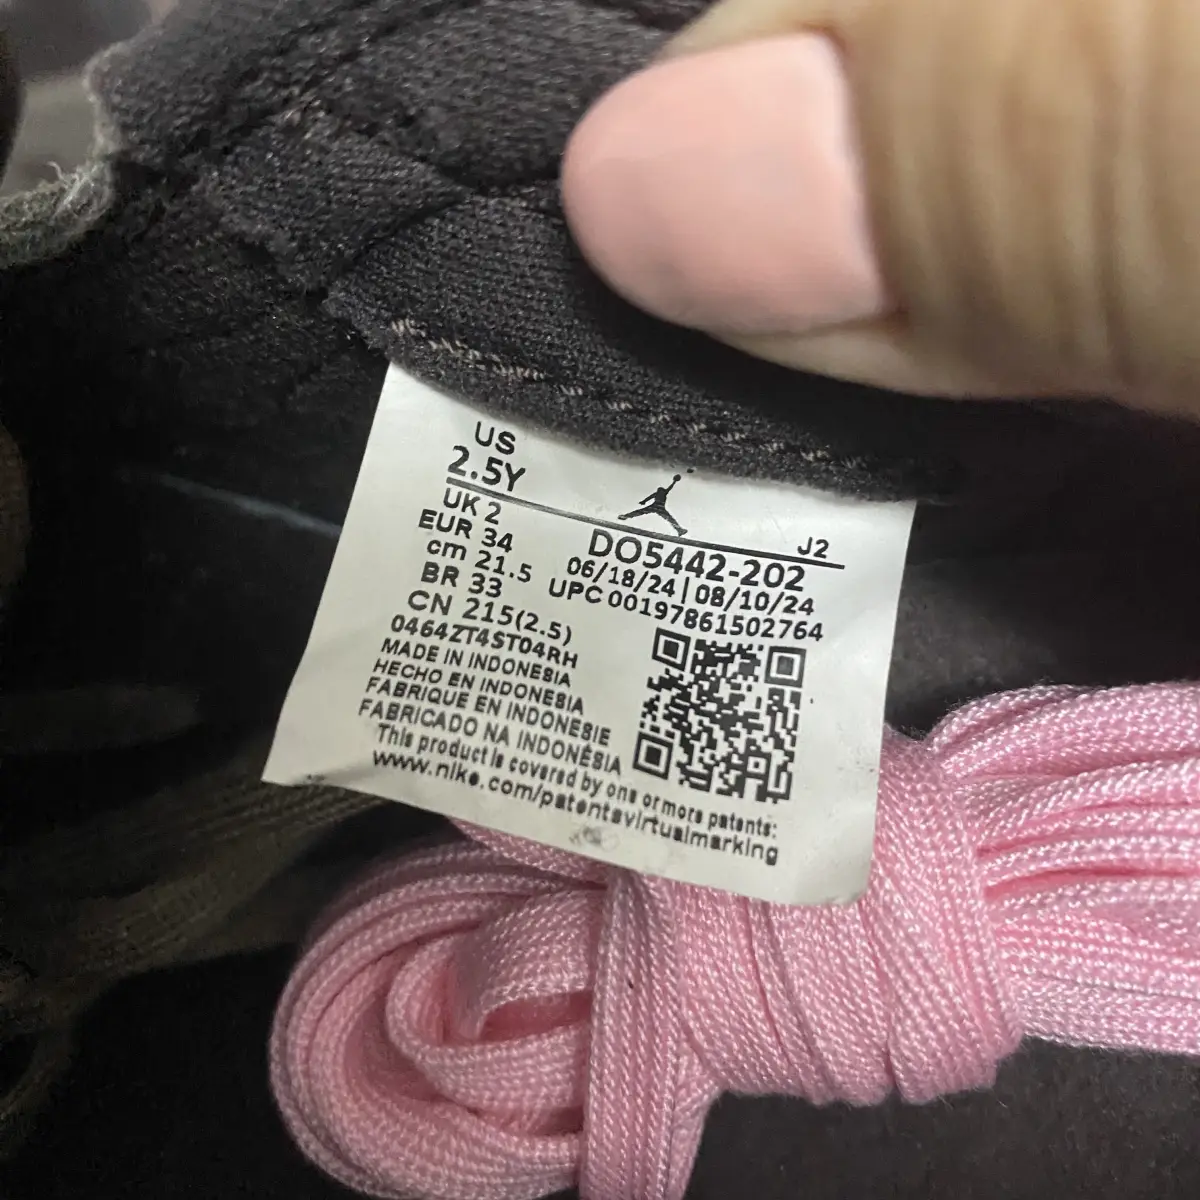 US
2.5Y
UK 2
EUR 34
cm 21.5
BR 33
CN 215(2.5)
J2
DO5442-202
06/18/24|08/10/24
UPC 00197861502764
0464ZT4ST04RH
MADE IN INDONESIA
HECHO EN INDONESIA
FABRIQUE EN INDONESIE
FABRICADO NA INDONÉSIA
This product is covered by one or more patents:
www.nike.com/patentsvirtualmarking